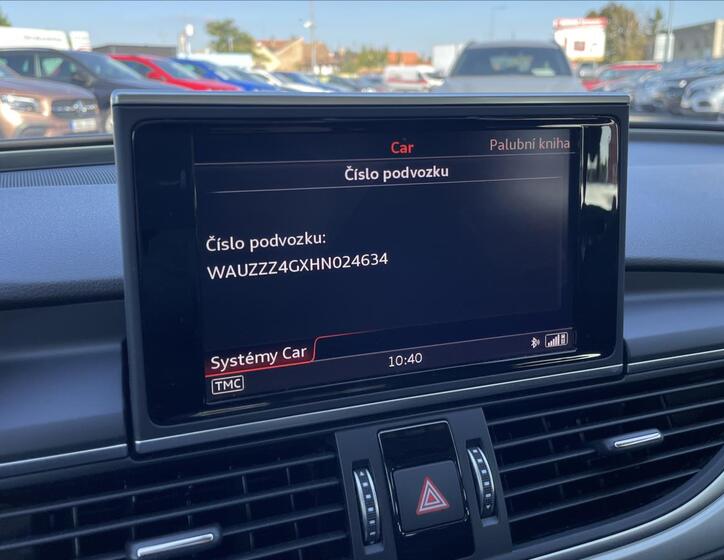 Car
Palubní kniha
Číslo podvozku
Číslo podvozku:
WAUZZZ4GXHN024634
Systémy Car
10:40
TMC